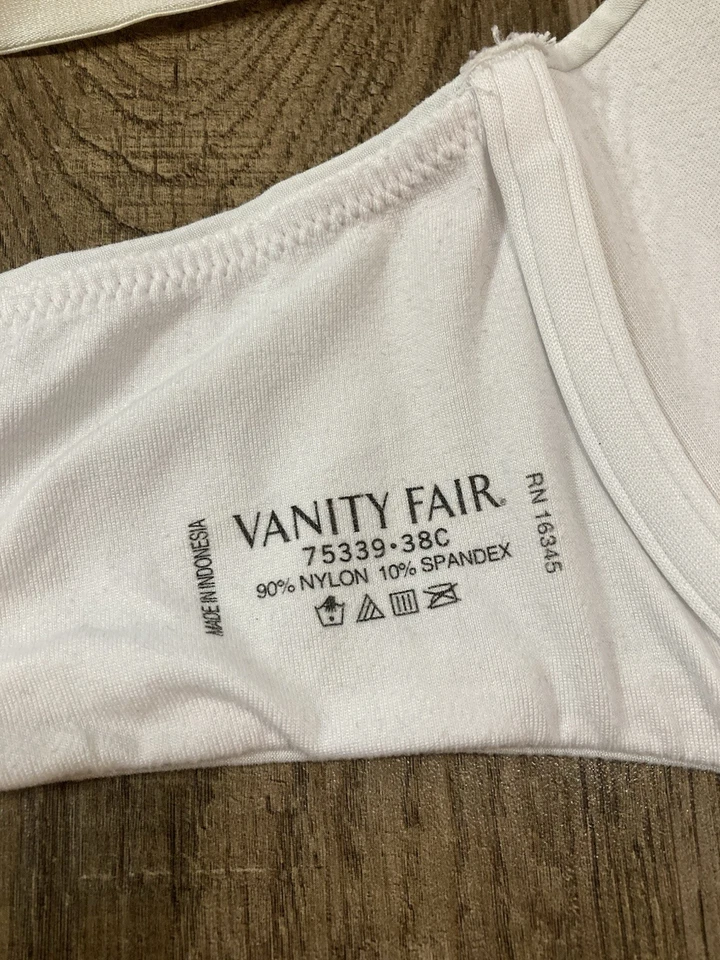 MADE IN INDONESIA
VANITY FAIR®
75339·38C
90% NYLON 10% SPANDEX
RN 16345